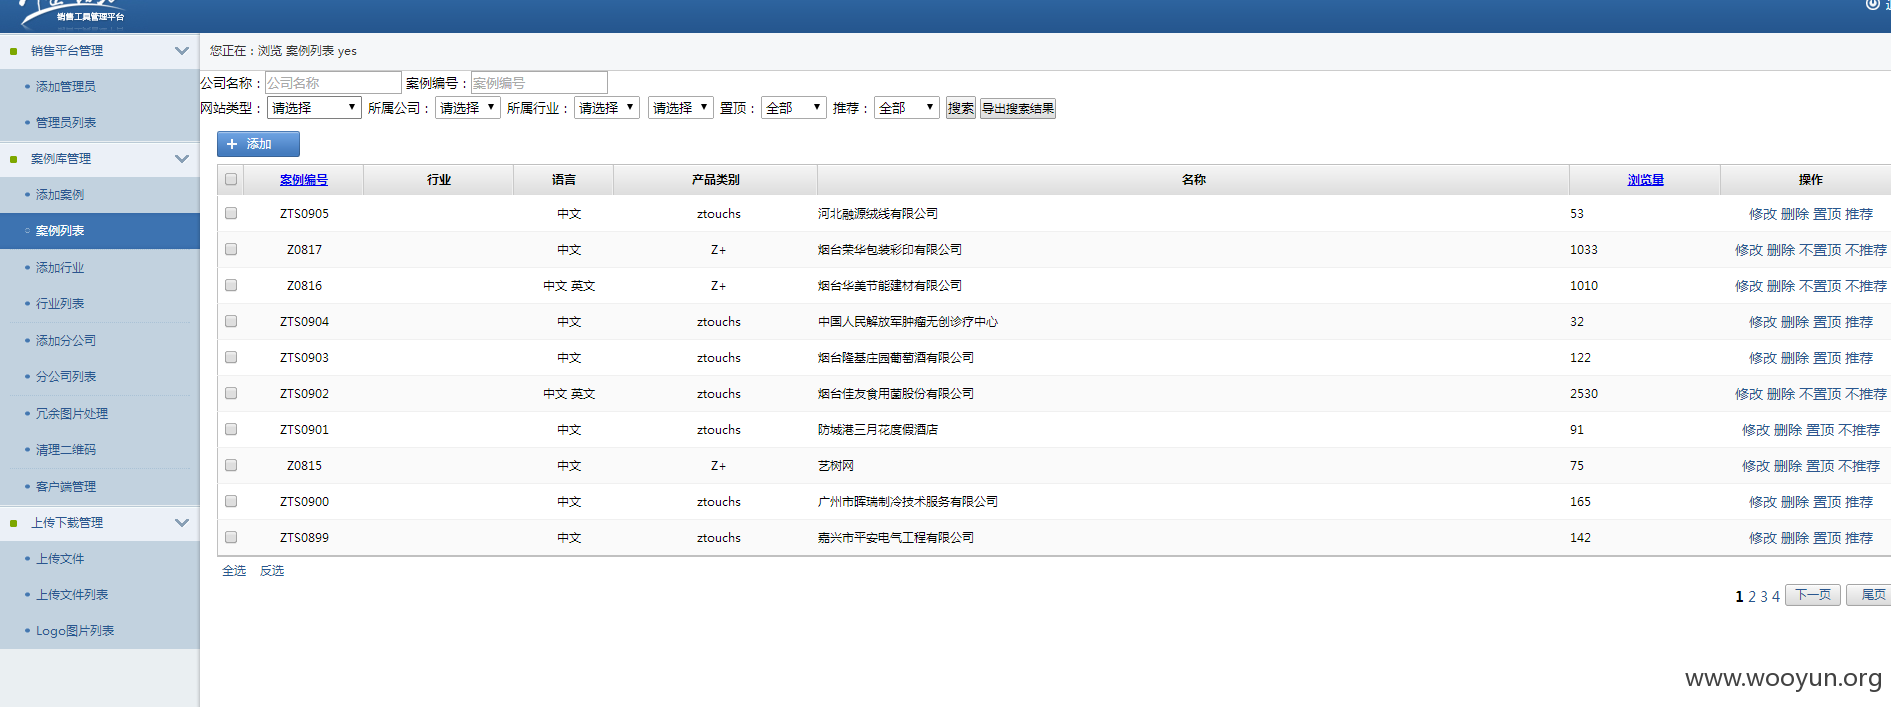 销售工具管理平台
销售平台管理
添加管理员
管理员列表
案例库管理
添加案例
案例列表
添加行业
行业列表
添加分公司
分公司列表
冗余图片处理
清理二维码
客户端管理
上传下载管理
上传文件
上传文件列表
Logo图片列表
您正在：浏览 案例列表 yes
公司名称： 公司名称 案例编号： 案例编号
网站类型： 请选择 所属公司： 请选择 所属行业： 请选择 请选择 置顶： 全部 推荐： 全部 搜索 导出搜索结果
+ 添加
案例编号 行业 语言 产品类别 名称 浏览量 操作
ZTS0905 中文 ztouchs 河北融源绒线有限公司 53 修改 删除 置顶 推荐
Z0817 中文 Z+ 烟台荣华包装彩印有限公司 1033 修改 删除 不置顶 不推荐
Z0816 中文 英文 Z+ 烟台华美节能建材有限公司 1010 修改 删除 不置顶 不推荐
ZTS0904 中文 ztouchs 中国人民解放军肿瘤无创诊疗中心 32 修改 删除 置顶 推荐
ZTS0903 中文 ztouchs 烟台隆基庄园葡萄酒有限公司 122 修改 删除 置顶 推荐
ZTS0902 中文 英文 ztouchs 烟台佳友食用菌股份有限公司 2530 修改 删除 不置顶 不推荐
ZTS0901 中文 ztouchs 防城港三月花度假酒店 91 修改 删除 置顶 不推荐
Z0815 中文 Z+ 艺树网 75 修改 删除 置顶 不推荐
ZTS0900 中文 ztouchs 广州市晖瑞制冷技术服务有限公司 165 修改 删除 置顶 推荐
ZTS0899 中文 ztouchs 嘉兴市平安电气工程有限公司 142 修改 删除 置顶 推荐
全选 反选
1 2 3 4 下一页 尾页
www.wooyun.org